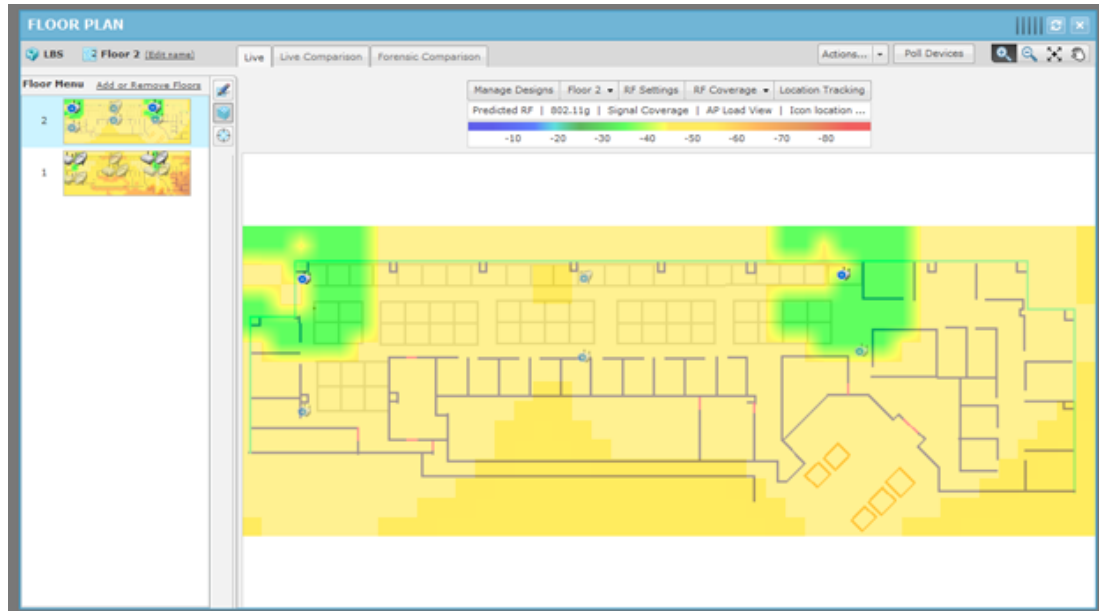 FLOOR PLAN
LBS 2 Floor 2 (Edit name) Live Live Comparison Forensic Comparison Actions... Poll Devices
Floor Menu Add or Remove Floors
Manage Designs Floor 2 RF Settings RF Coverage Location Tracking
Predicted RF | 802.11g | Signal Coverage | AP Load View | Icon location ...
-10 -20 -30 -40 -50 -60 -70 -80
2
1